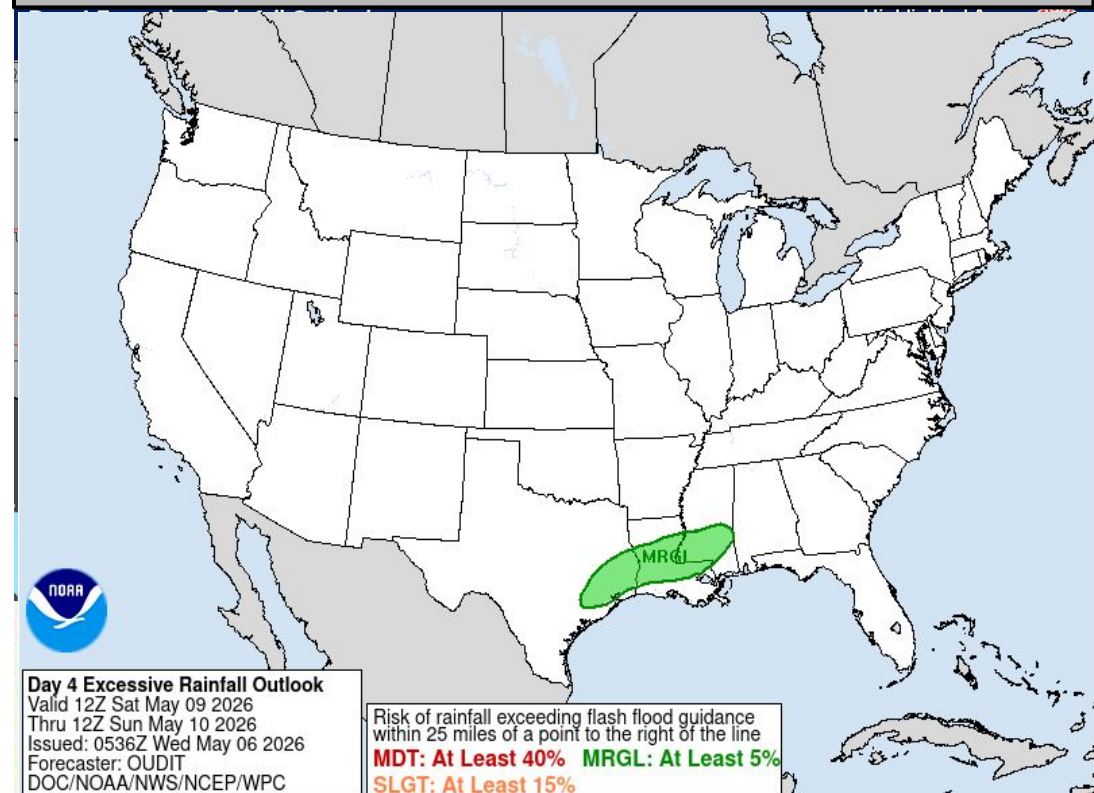 MRGL
NOAA
Day 4 Excessive Rainfall Outlook
Valid 12Z Sat May 09 2026
Thru 12Z Sun May 10 2026
Issued: 0536Z Wed May 06 2026
Forecaster: OUDIT
DOC/NOAA/NWS/NCEP/WPC
Risk of rainfall exceeding flash flood guidance
within 25 miles of a point to the right of the line
MDT: At Least 40% MRGL: At Least 5%
SLGT: At Least 15%